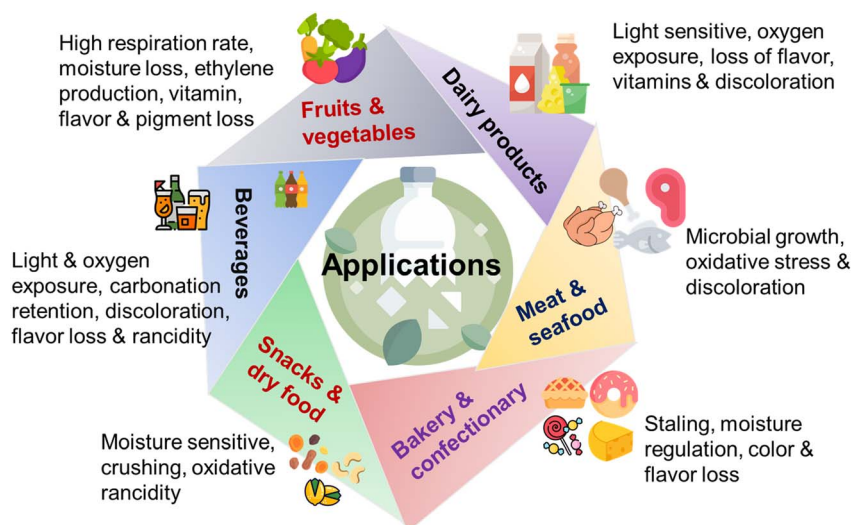 High respiration rate,
moisture loss, ethylene
production, vitamin,
flavor & pigment loss
Fruits &
vegetables
Dairy products
Light sensitive, oxygen
exposure, loss of flavor,
vitamins & discoloration
Beverages
Light & oxygen
exposure, carbonation
retention, discoloration,
flavor loss & rancidity
Applications
Meat &
seafood
Microbial growth,
oxidative stress &
discoloration
Snacks &
dry food
Moisture sensitive,
crushing, oxidative
rancidity
Bakery &
confectionary
Staling, moisture
regulation, color &
flavor loss